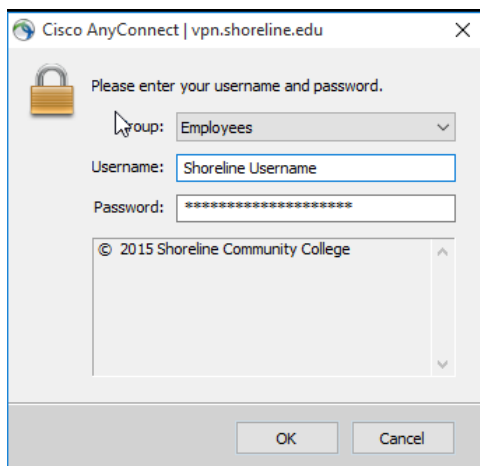 Cisco AnyConnect | vpn.shoreline.edu
Please enter your username and password.
roup: Employees
Username: Shoreline Username
Password: ********************
© 2015 Shoreline Community College
OK Cancel